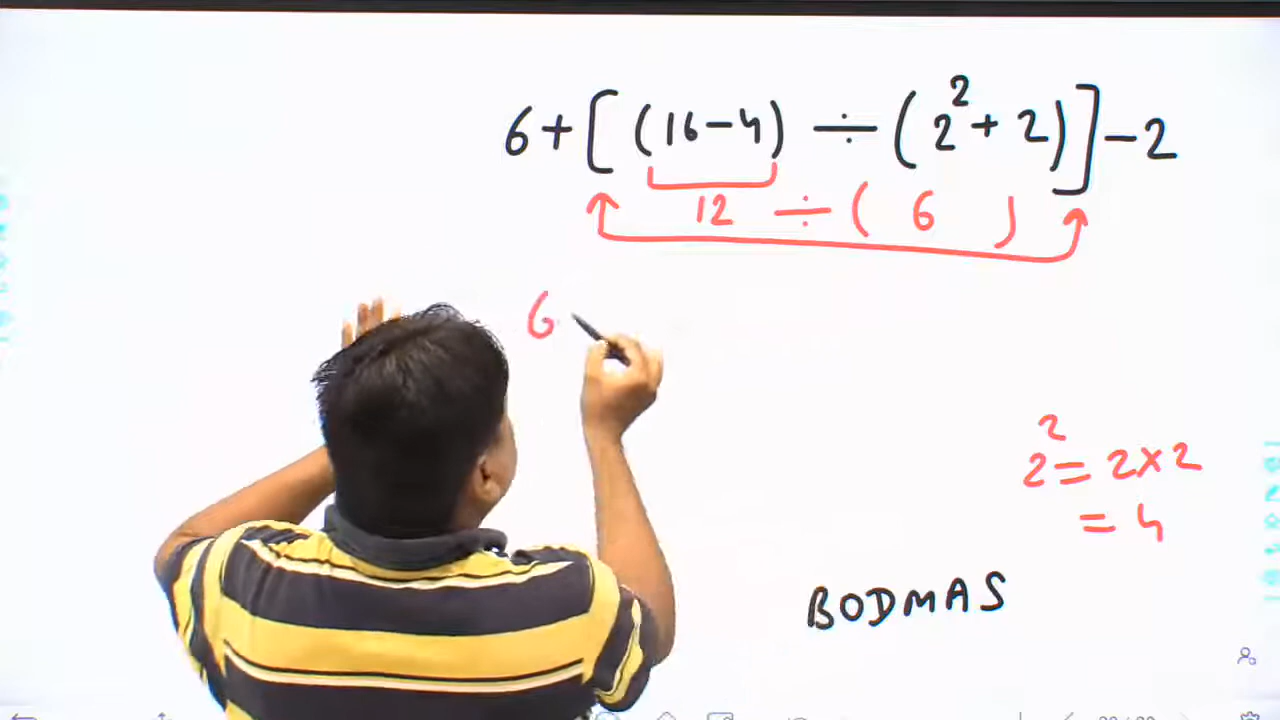 6+[(16-4) ÷ (2²+2)]-2
12 ÷ ( 6 )
6
2²=2×2
= 4
BODMAS